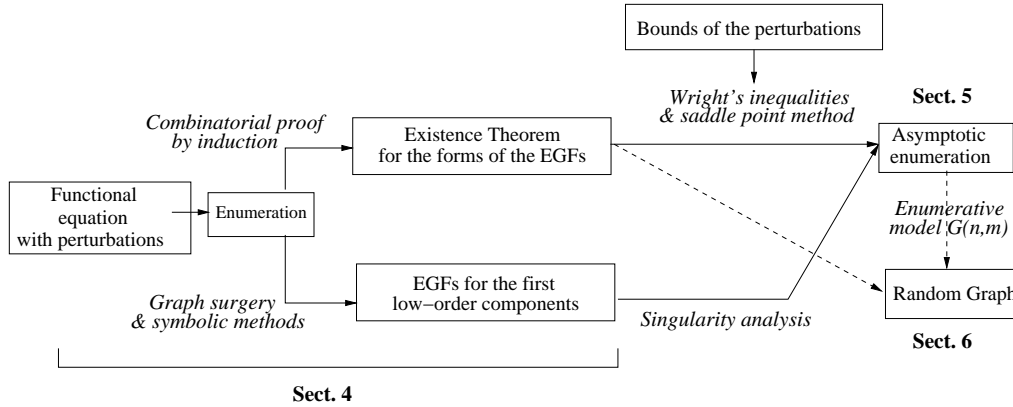 Bounds of the perturbations
Wright's inequalities
& saddle point method
Sect. 5
Combinatorial proof
by induction
Existence Theorem
for the forms of the EGFs
Asymptotic
enumeration
Functional
equation
with perturbations
Enumeration
Enumerative
model G(n,m)
Graph surgery
& symbolic methods
EGFs for the first
low−order components
Singularity analysis
Random Graph
Sect. 6
Sect. 4